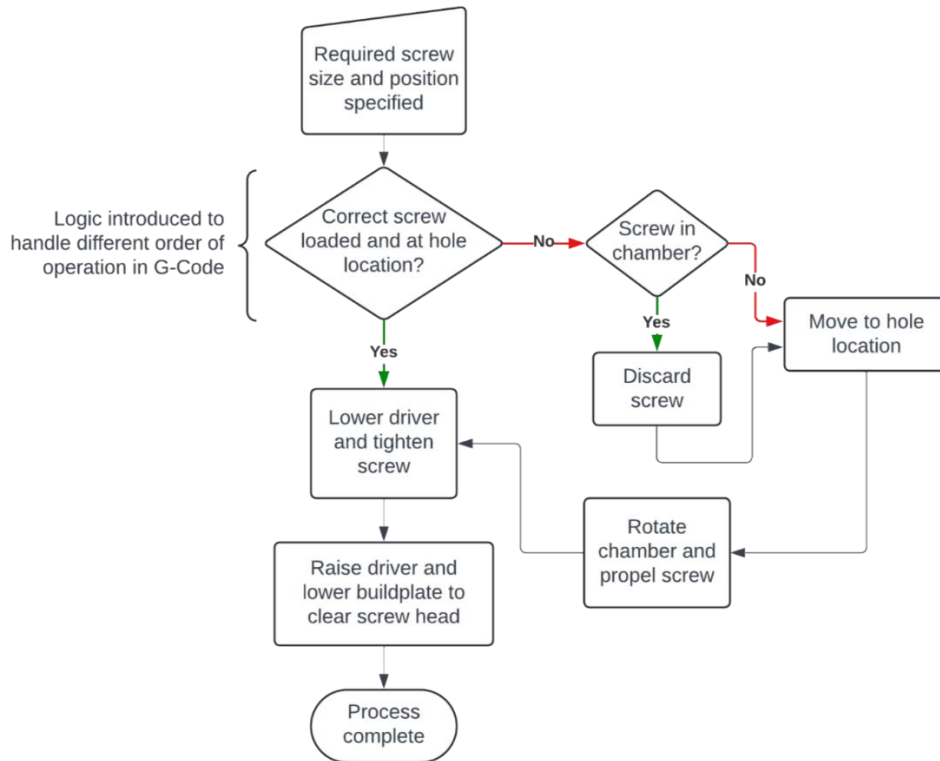 Required screw
size and position
specified
Logic introduced to
handle different order of
operation in G-Code
Correct screw
loaded and at hole
location?
No
Screw in
chamber?
No
Yes
Yes
Move to hole
location
Discard
screw
Lower driver
and tighten
screw
Rotate
chamber and
propel screw
Raise driver and
lower buildplate to
clear screw head
Process
complete